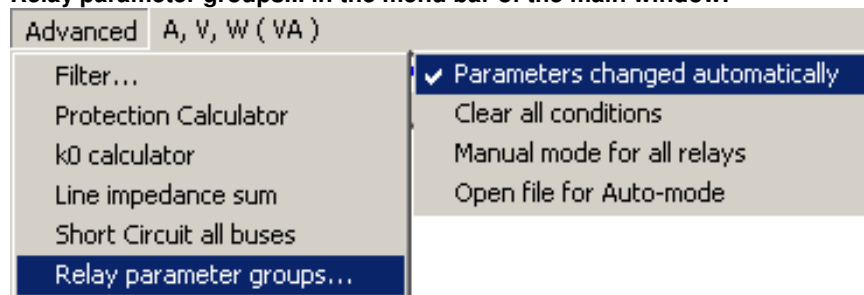 Relay parameter groups... in the menu bar of the main window.
Advanced A, V, W ( VA )
Filter...
Protection Calculator
k0 calculator
Line impedance sum
Short Circuit all buses
Relay parameter groups...
Parameters changed automatically
Clear all conditions
Manual mode for all relays
Open file for Auto-mode